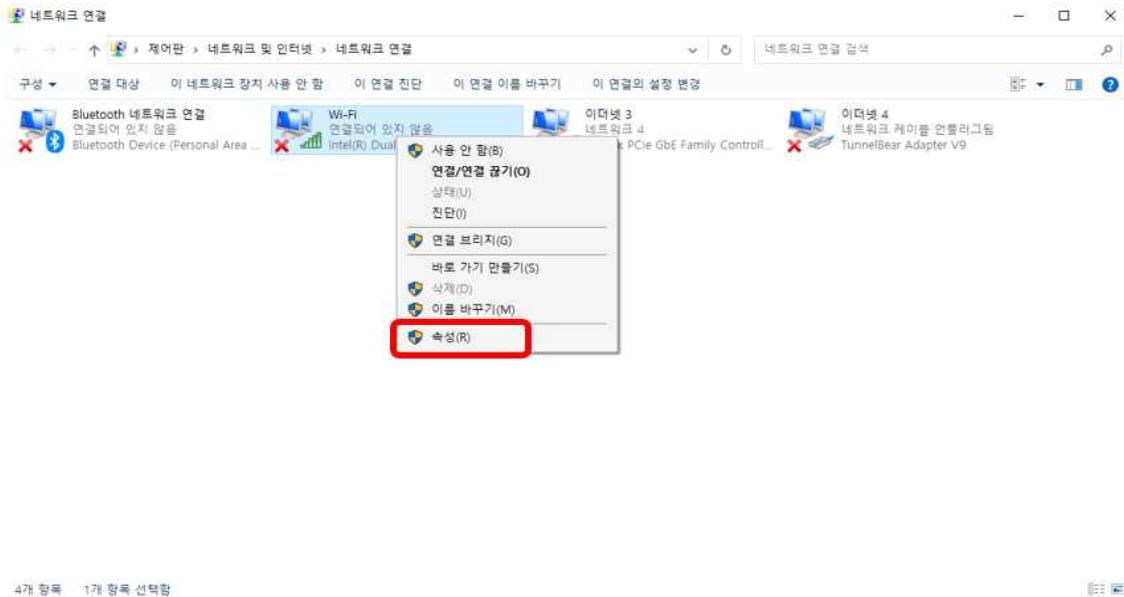 네트워크 연결
제어판 › 네트워크 및 인터넷 › 네트워크 연결
네트워크 연결 검색
구성 연결 대상 이 네트워크 장치 사용 안 함 이 연결 진단 이 연결 이름 바꾸기 이 연결의 설정 변경
Bluetooth 네트워크 연결
연결되어 있지 않음
Bluetooth Device (Personal Area ...
Wi-Fi
연결되어 있지 않음
Intel(R) Dual
이더넷 3
네트워크 4
PCIe GbE Family Controll...
이더넷 4
네트워크 케이블 언플러그됨
TunnelBear Adapter V9
사용 안 함(B)
연결/연결 끊기(O)
상태(U)
진단(I)
연결 브리지(G)
바로 가기 만들기(S)
삭제(D)
이름 바꾸기(M)
속성(R)
4개 항목 1개 항목 선택함